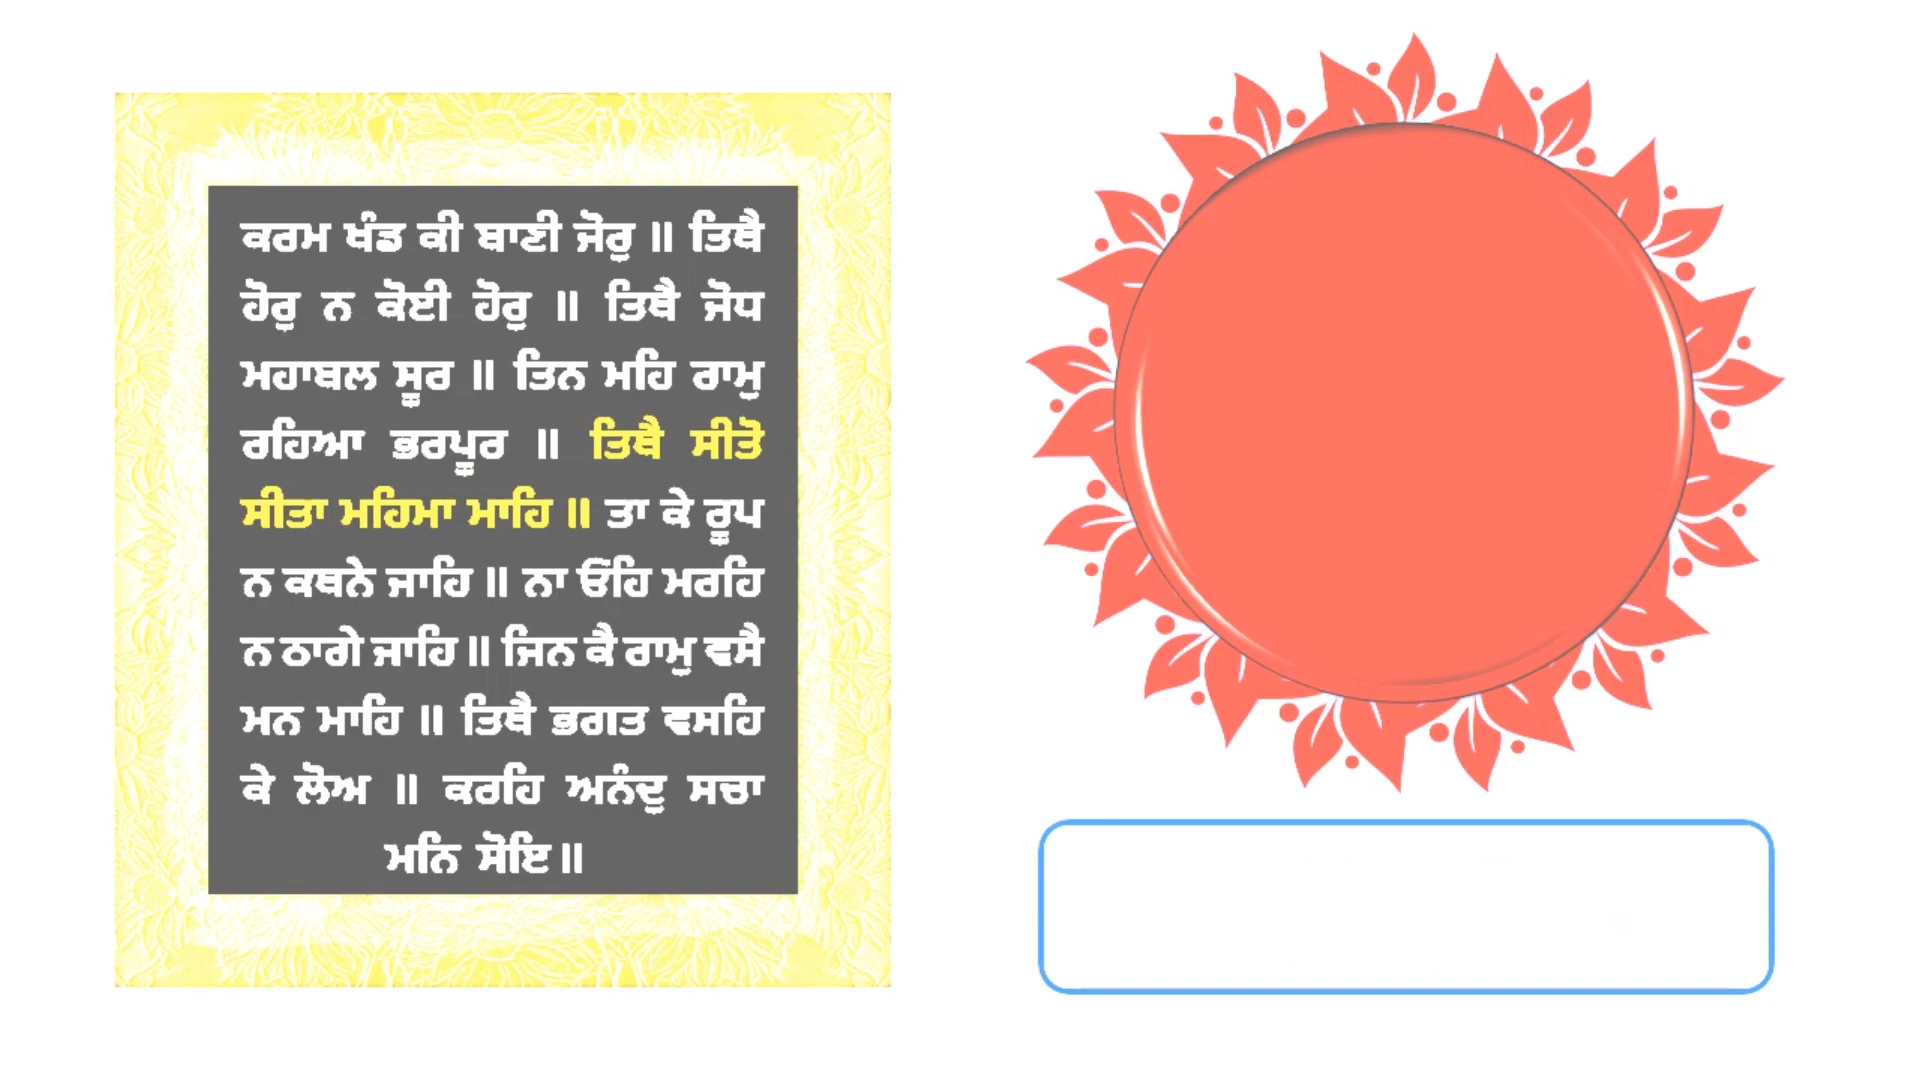 ਕਰਮ ਖੰਡ ਕੀ ਬਾਣੀ ਜੋਰੁ ॥ ਤਿਥੈ
ਹੋਰੁ ਨ ਕੋਈ ਹੋਰੁ ॥ ਤਿਥੈ ਜੋਧ
ਮਹਾਬਲ ਸੂਰ ॥ ਤਿਨ ਮਹਿ ਰਾਮੁ
ਰਹਿਆ ਭਰਪੂਰ ॥ ਤਿਥੈ ਸੀਤੋ
ਸੀਤਾ ਮਹਿਮਾ ਮਾਹਿ ॥ ਤਾ ਕੇ ਰੂਪ
ਨ ਕਥਨੇ ਜਾਹਿ ॥ ਨਾ ਓਹਿ ਮਰਹਿ
ਨ ਠਾਗੇ ਜਾਹਿ ॥ ਜਿਨ ਕੈ ਰਾਮੁ ਵਸੈ
ਮਨ ਮਾਹਿ ॥ ਤਿਥੈ ਭਗਤ ਵਸਹਿ
ਕੇ ਲੋਅ ॥ ਕਰਹਿ ਅਨੰਦੁ ਸਚਾ
ਮਨਿ ਸੋਇ ॥